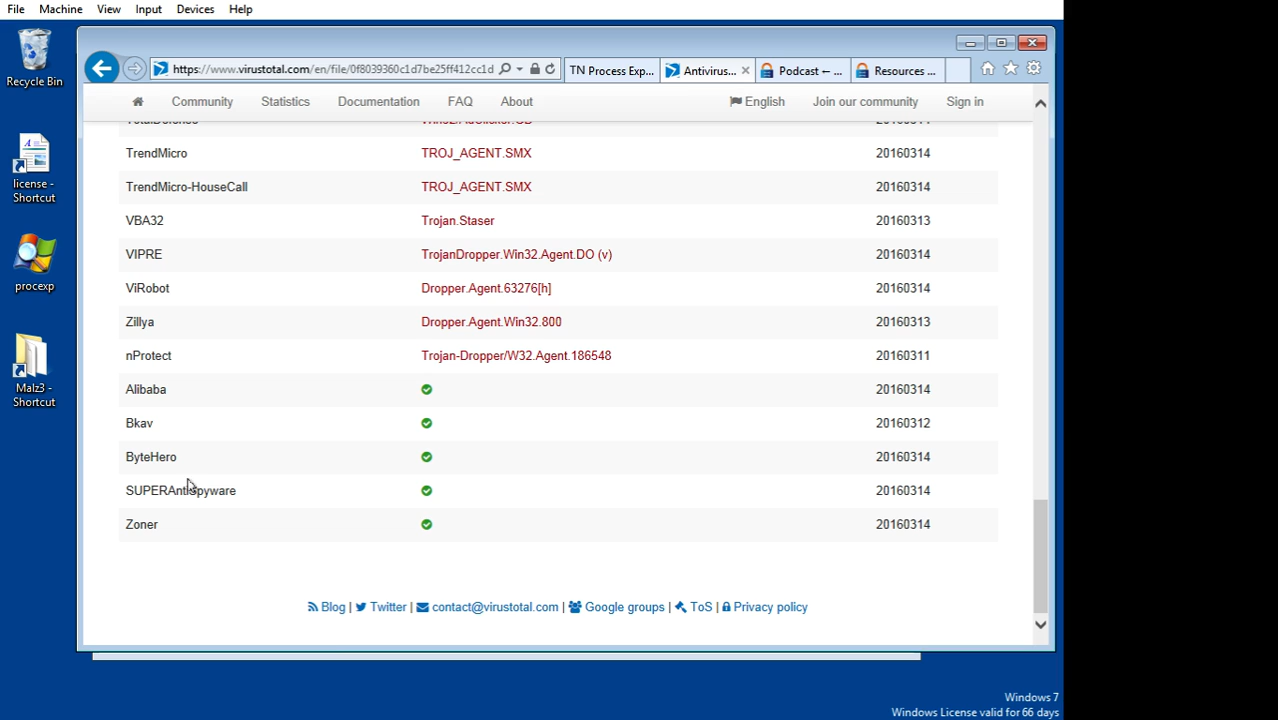 File Machine View Input Devices Help
Recycle Bin
license - Shortcut
procexp
Malz3 - Shortcut
https://www.virustotal.com/en/file/0f8039360c1d7be25ff412cc1d
TN Process Exp... Antivirus... Podcast ←... Resources ...
Community Statistics Documentation FAQ About English Join our community Sign in
TrendMicro TROJ_AGENT.SMX 20160314
TrendMicro-HouseCall TROJ_AGENT.SMX 20160314
VBA32 Trojan.Staser 20160313
VIPRE TrojanDropper.Win32.Agent.DO (v) 20160314
ViRobot Dropper.Agent.63276[h] 20160314
Zillya Dropper.Agent.Win32.800 20160313
nProtect Trojan-Dropper/W32.Agent.186548 20160311
Alibaba 20160314
Bkav 20160312
ByteHero 20160314
SUPERAntiSpyware 20160314
Zoner 20160314
Blog | Twitter | contact@virustotal.com | Google groups | ToS | Privacy policy
Windows 7
Windows License valid for 66 days